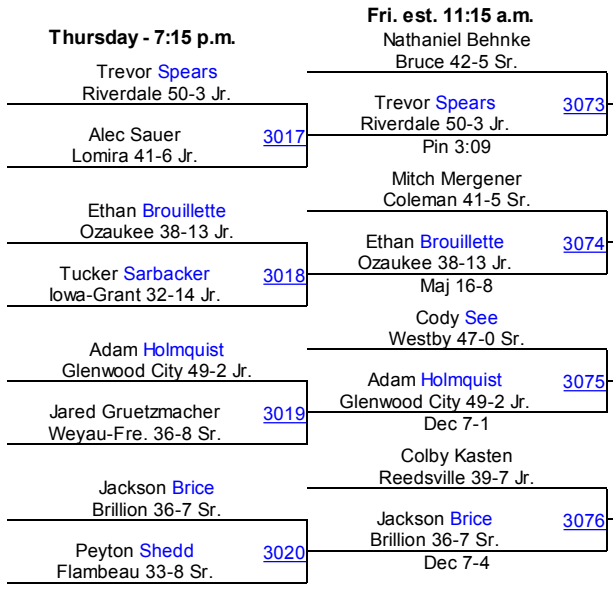 Thursday - 7:15 p.m.
Trevor Spears
Riverdale 50-3 Jr.
Alec Sauer
Lomira 41-6 Jr.
3017
Ethan Brouillette
Ozaukee 38-13 Jr.
Tucker Sarbacker
Iowa-Grant 32-14 Jr.
3018
Adam Holmquist
Glenwood City 49-2 Jr.
Jared Gruetzmacher
Weyau-Fre. 36-8 Sr.
3019
Jackson Brice
Brillion 36-7 Sr.
Peyton Shedd
Flambeau 33-8 Sr.
3020
Fri. est. 11:15 a.m.
Nathaniel Behnke
Bruce 42-5 Sr.
Trevor Spears
Riverdale 50-3 Jr.
3073
Pin 3:09
Mitch Mergener
Coleman 41-5 Sr.
Ethan Brouillette
Ozaukee 38-13 Jr.
3074
Maj 16-8
Cody See
Westby 47-0 Sr.
Adam Holmquist
Glenwood City 49-2 Jr.
3075
Dec 7-1
Colby Kasten
Reedsville 39-7 Jr.
Jackson Brice
Brillion 36-7 Sr.
3076
Dec 7-4